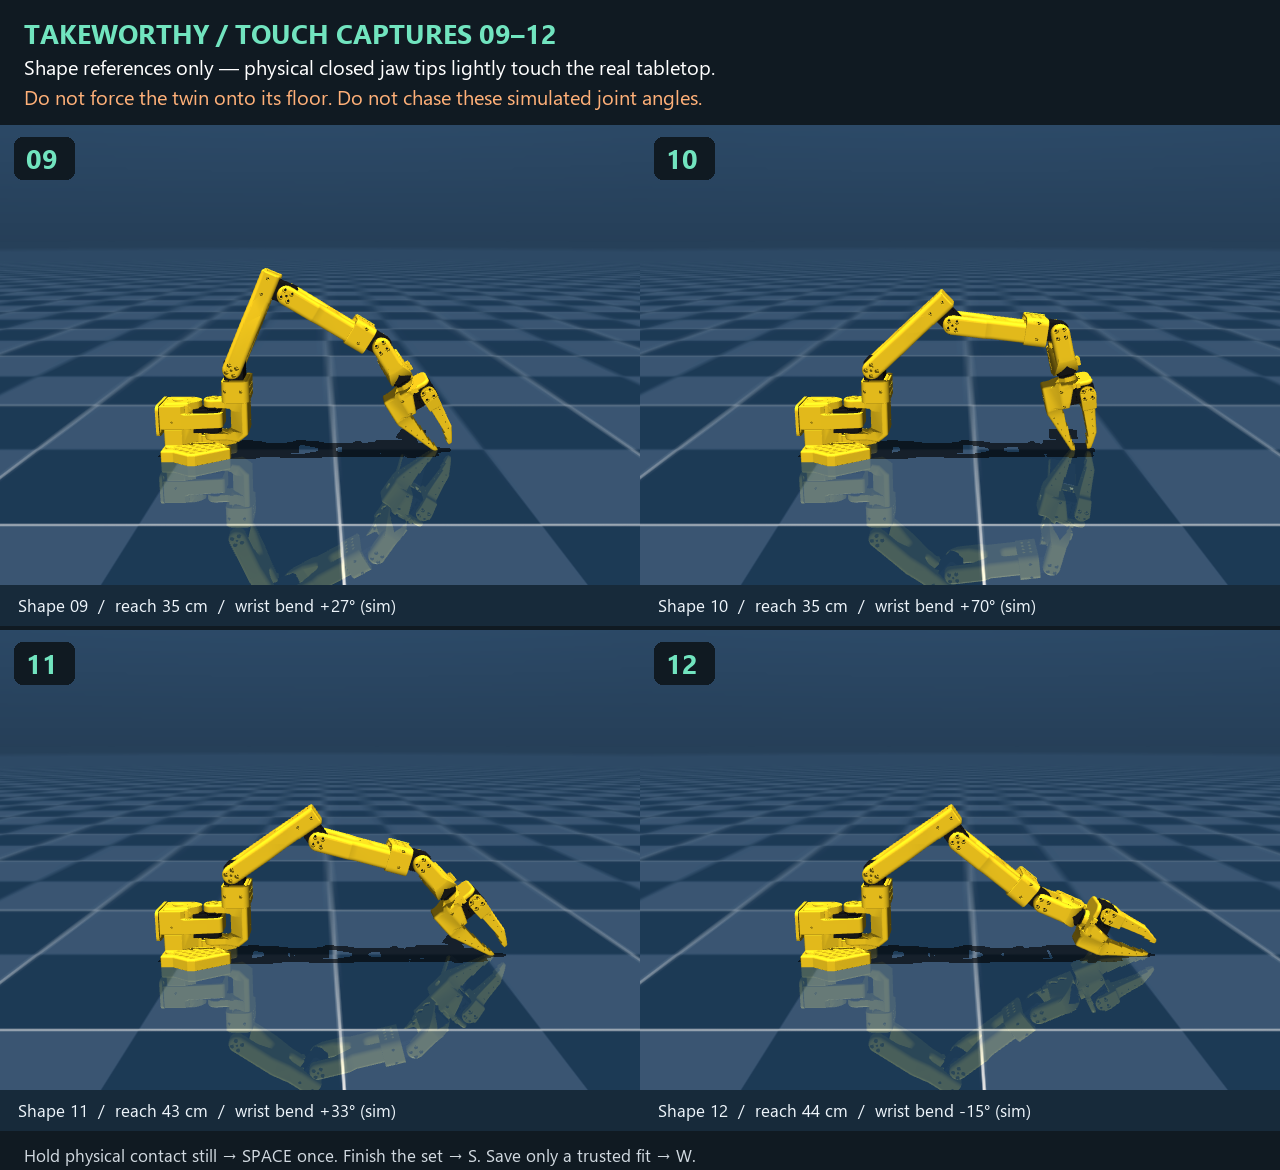 TAKEWORTHY / TOUCH CAPTURES 09–12
Shape references only — physical closed jaw tips lightly touch the real tabletop.
Do not force the twin onto its floor. Do not chase these simulated joint angles.
09
10
Shape 09 / reach 35 cm / wrist bend +27° (sim)
Shape 10 / reach 35 cm / wrist bend +70° (sim)
11
12
Shape 11 / reach 43 cm / wrist bend +33° (sim)
Shape 12 / reach 44 cm / wrist bend -15° (sim)
Hold physical contact still → SPACE once. Finish the set → S. Save only a trusted fit → W.